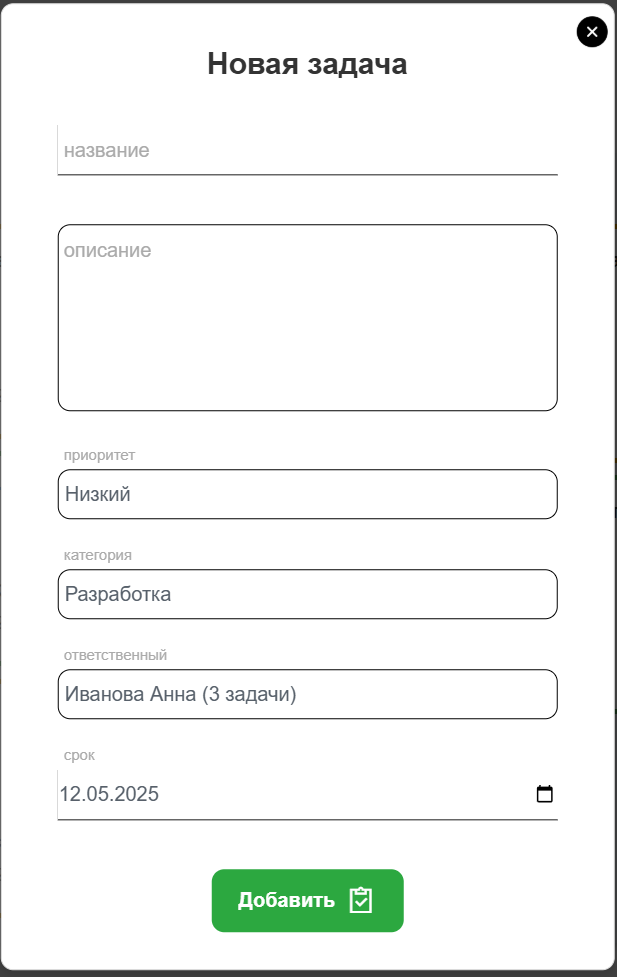 Новая задача
название
описание
приоритет
Низкий
категория
Разработка
ответственный
Иванова Анна (3 задачи)
срок
12.05.2025
Добавить